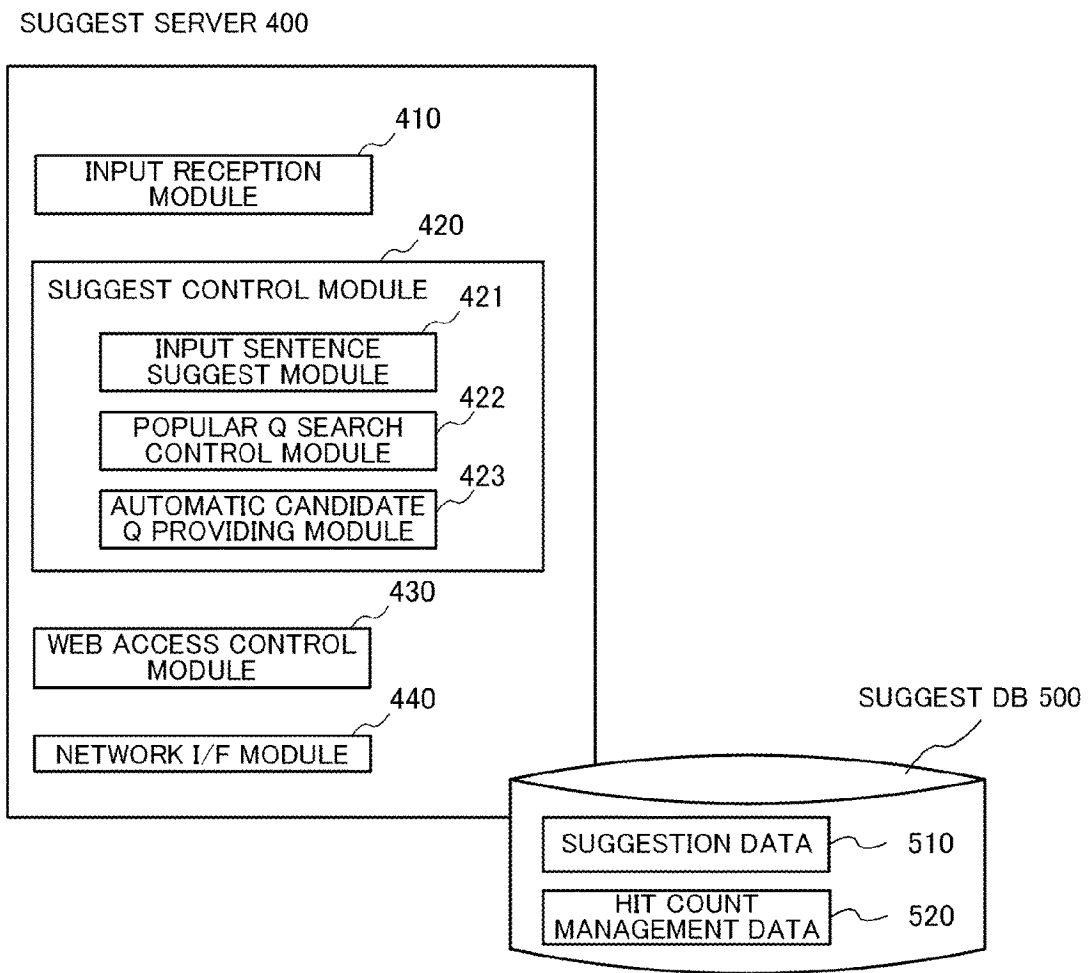 SUGGEST SERVER 400
410
INPUT RECEPTION
MODULE
420
SUGGEST CONTROL MODULE
421
INPUT SENTENCE
SUGGEST MODULE
422
POPULAR Q SEARCH
CONTROL MODULE
423
AUTOMATIC CANDIDATE
Q PROVIDING MODULE
430
WEB ACCESS CONTROL
MODULE
440
NETWORK I/F MODULE
SUGGEST DB 500
SUGGESTION DATA
510
HIT COUNT
MANAGEMENT DATA
520